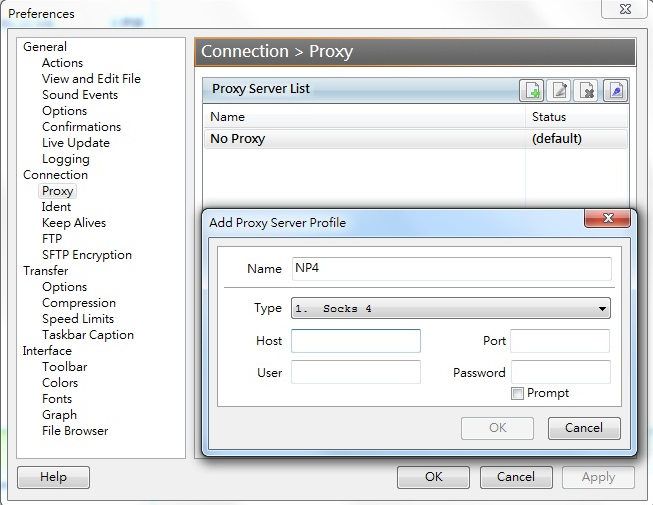 Preferences
General
Actions
View and Edit File
Sound Events
Options
Confirmations
Live Update
Logging
Connection
Proxy
Ident
Keep Alives
FTP
SFTP Encryption
Transfer
Options
Compression
Speed Limits
Taskbar Caption
Interface
Toolbar
Colors
Fonts
Graph
File Browser
Connection > Proxy
Proxy Server List
Name Status
No Proxy (default)
Add Proxy Server Profile
Name NP4
Type 1. Socks 4
Host Port
User Password
Prompt
OK Cancel
Help OK Cancel Apply